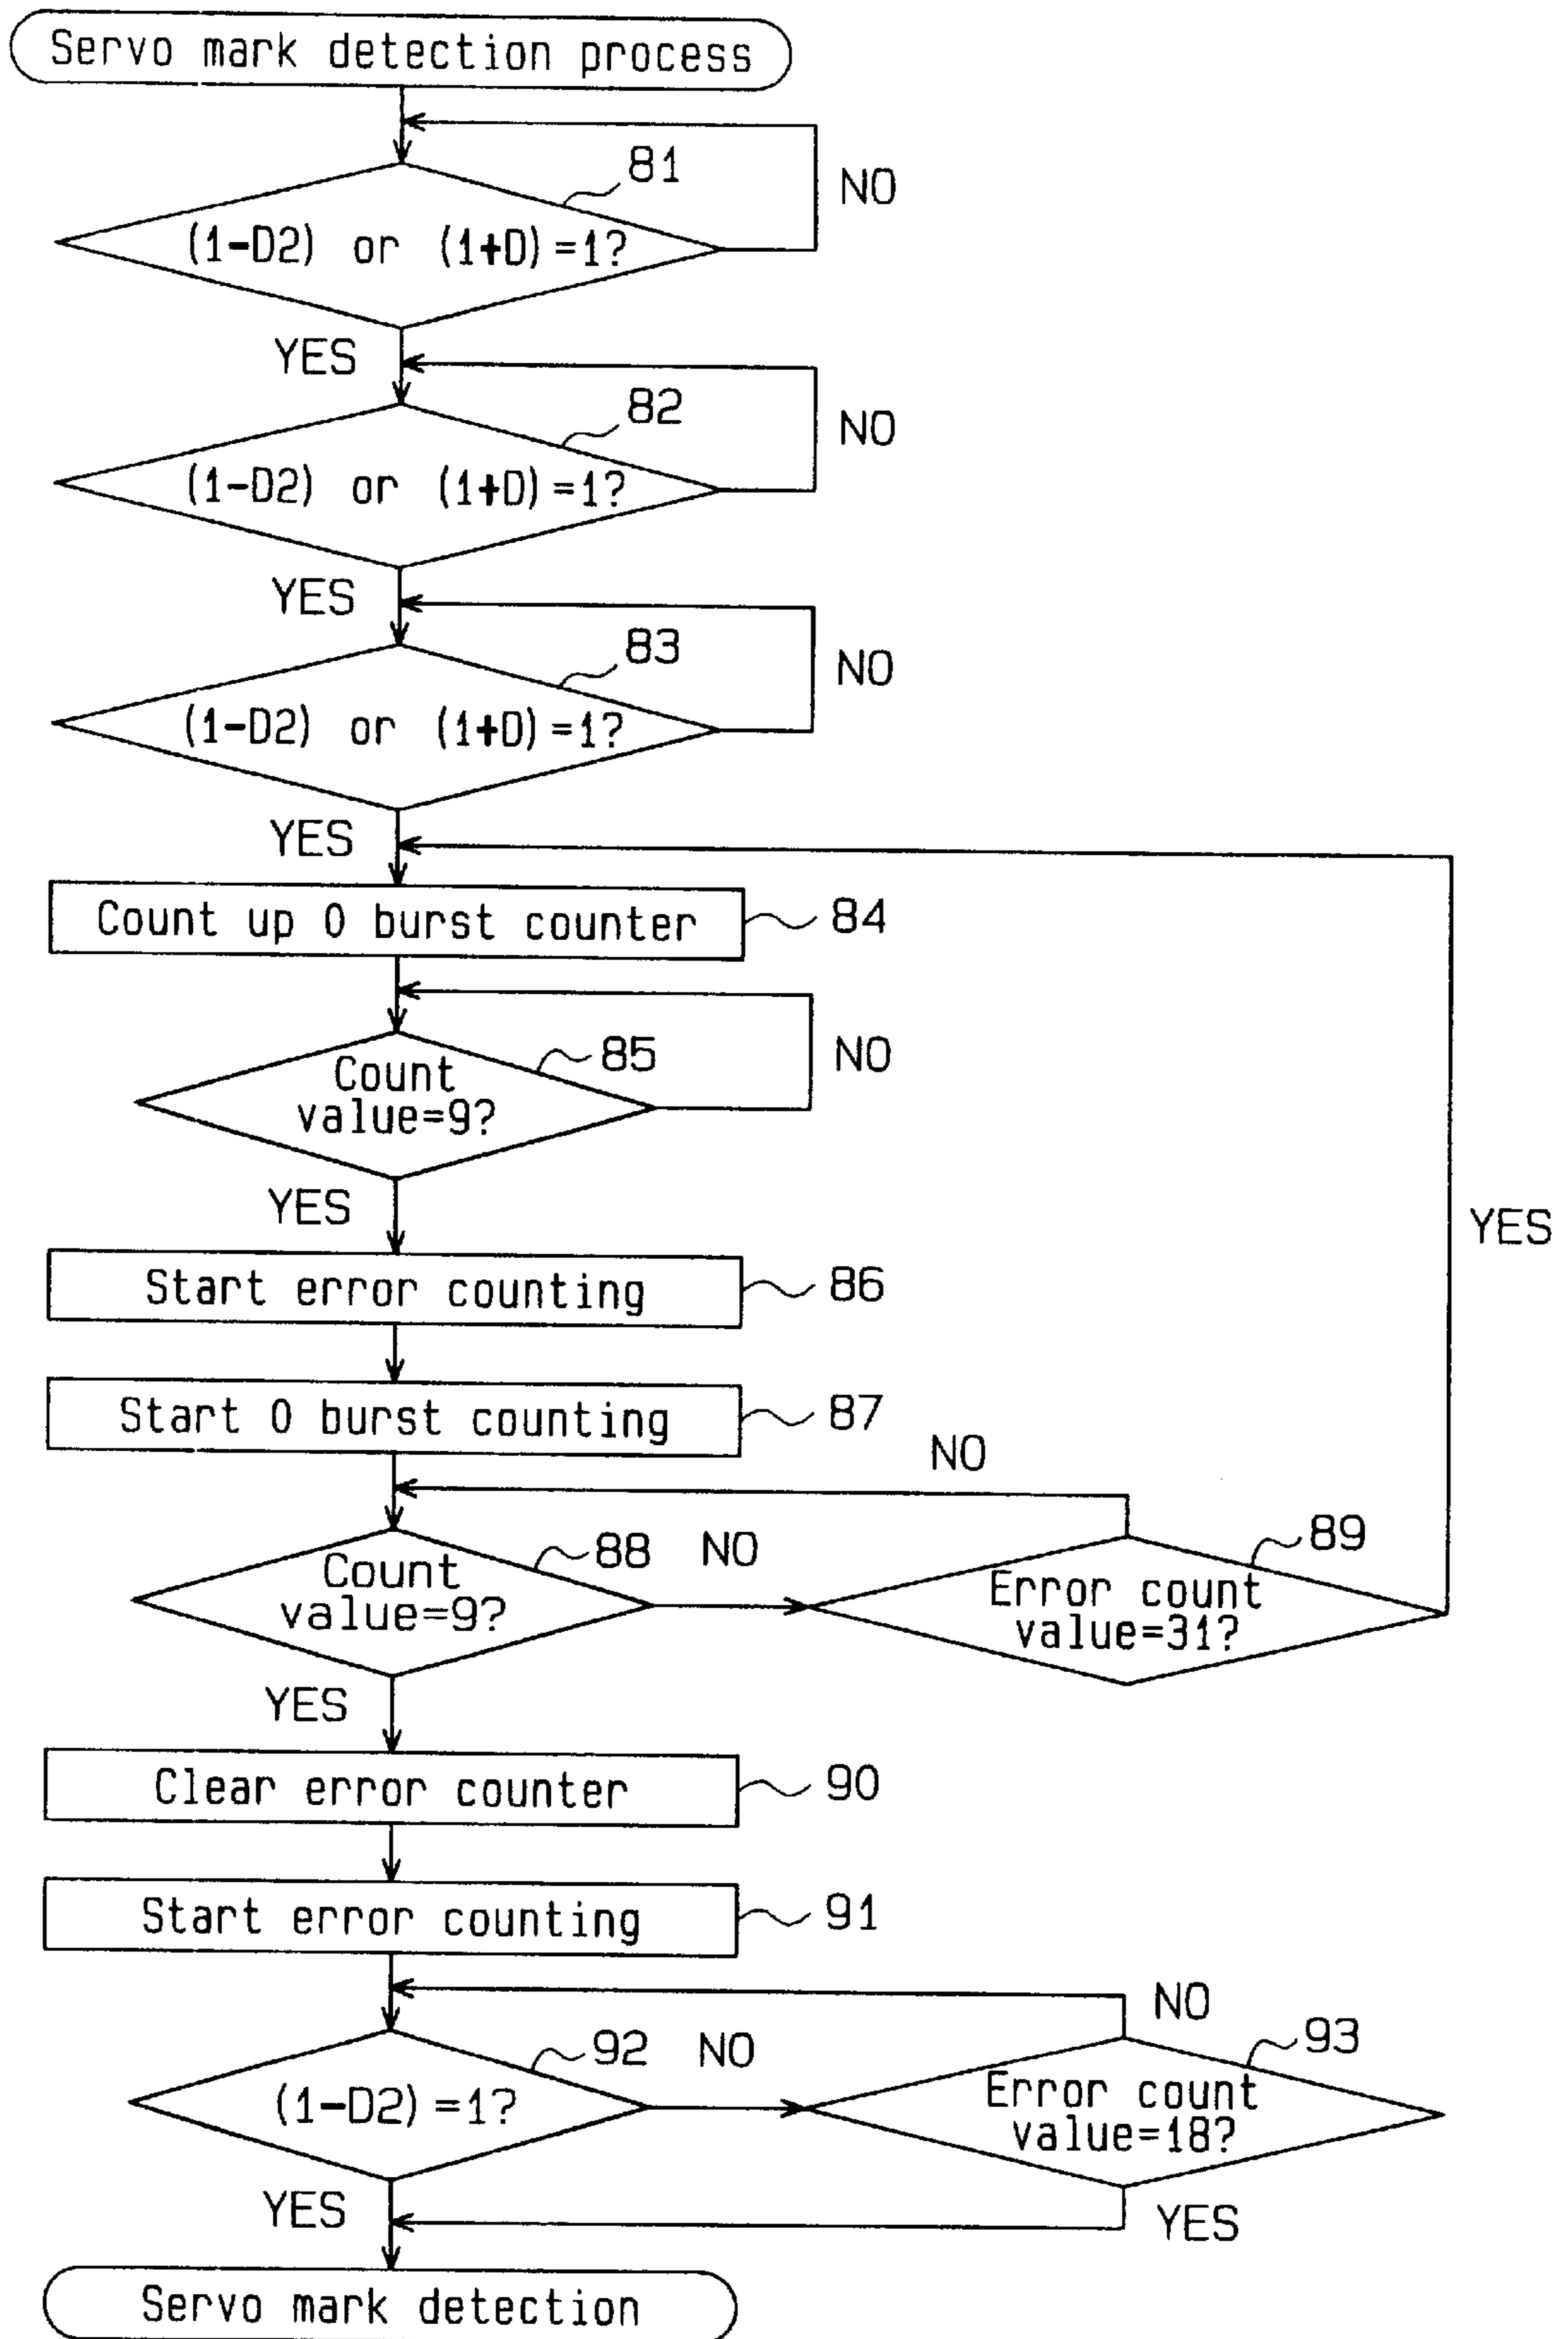 Servo mark detection process
81
NO
(1-D2) or (1+D)=1?
YES
82
NO
(1-D2) or (1+D)=1?
YES
83
NO
(1-D2) or (1+D)=1?
YES
Count up 0 burst counter
84
85
NO
Count
value=9?
YES
YES
Start error counting
86
Start 0 burst counting
87
NO
88
NO
89
Count
value=9?
Error count
value=31?
YES
Clear error counter
90
Start error counting
91
NO
92
NO
93
(1-D2)=1?
Error count
value=18?
YES
YES
Servo mark detection